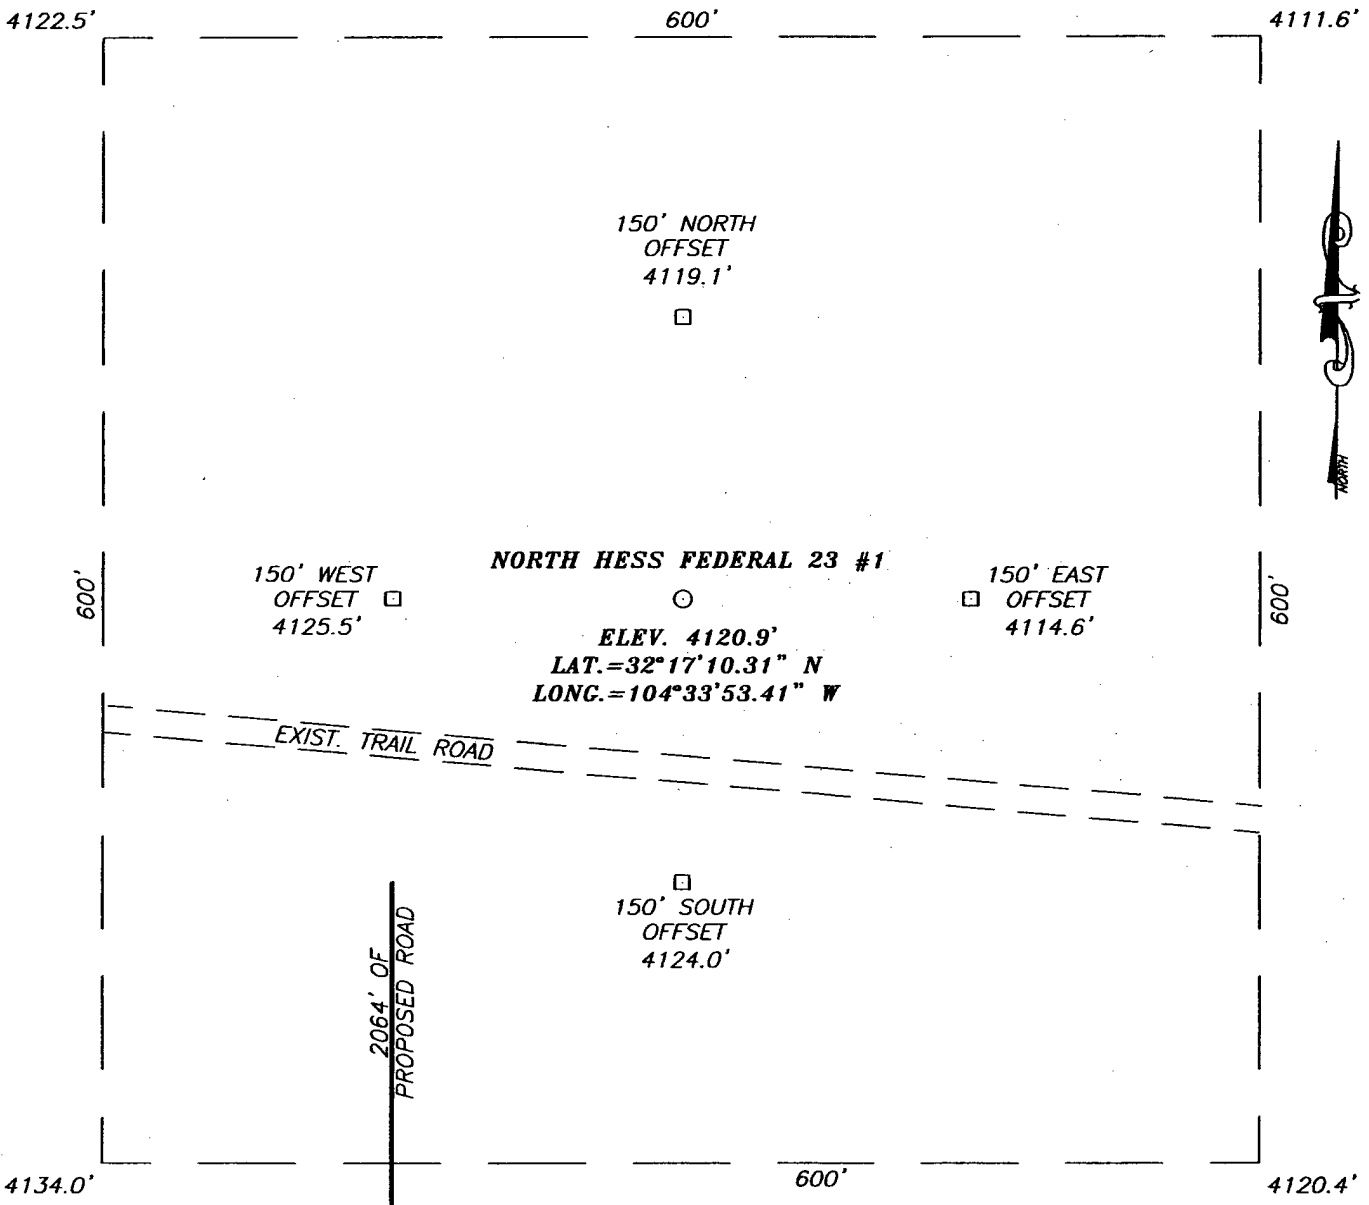 4122.5'
600'
4111.6'
150' NORTH
OFFSET
4119.1'
NORTH
NORTH HESS FEDERAL 23 #1
150' WEST
OFFSET
4125.5'
600'
150' EAST
OFFSET
4114.6'
600'
ELEV. 4120.9'
LAT.=32°17'10.31" N
LONG.=104°33'53.41" W
EXIST. TRAIL ROAD
150' SOUTH
OFFSET
4124.0'
2064' OF
PROPOSED ROAD
4134.0'
600'
4120.4'